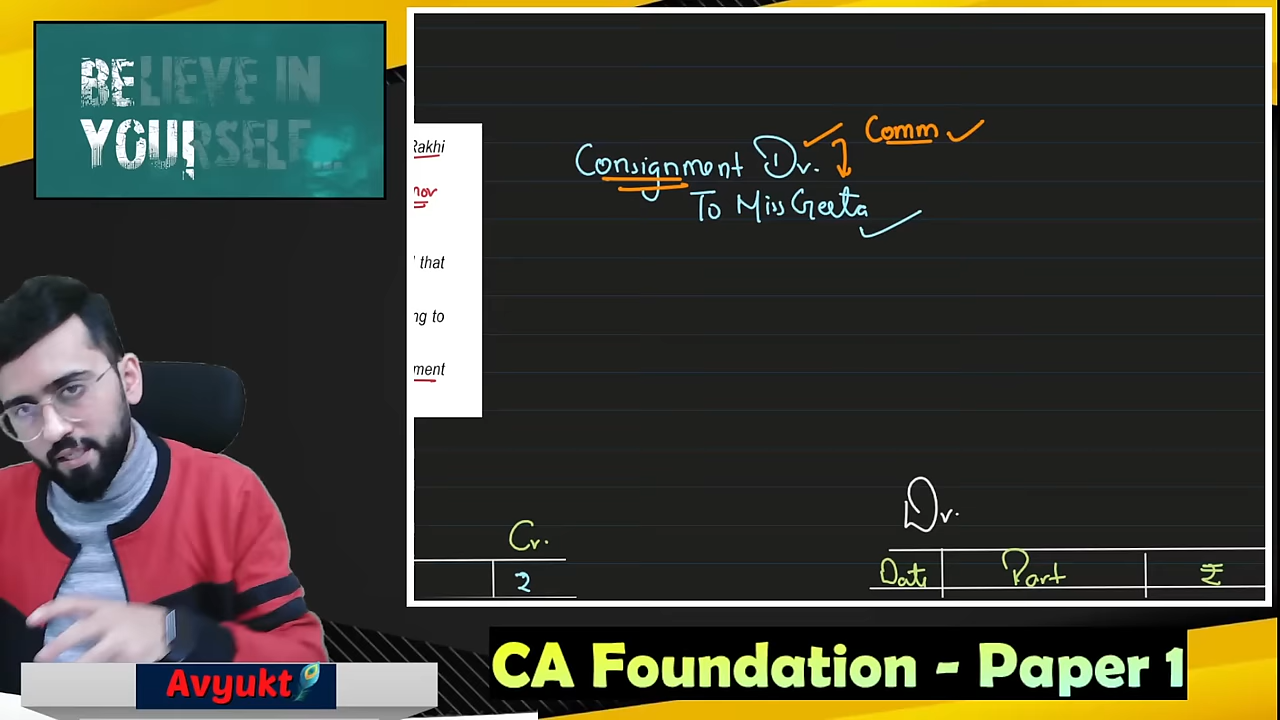 BELIEVE IN
YOURSELF...
Rakhi
Comm
Consignment Dr.
To Miss Geeta
that
ng to
ment
Cr.
2
Dr.
Date Part ₹
CA Foundation - Paper 1
Avyukt